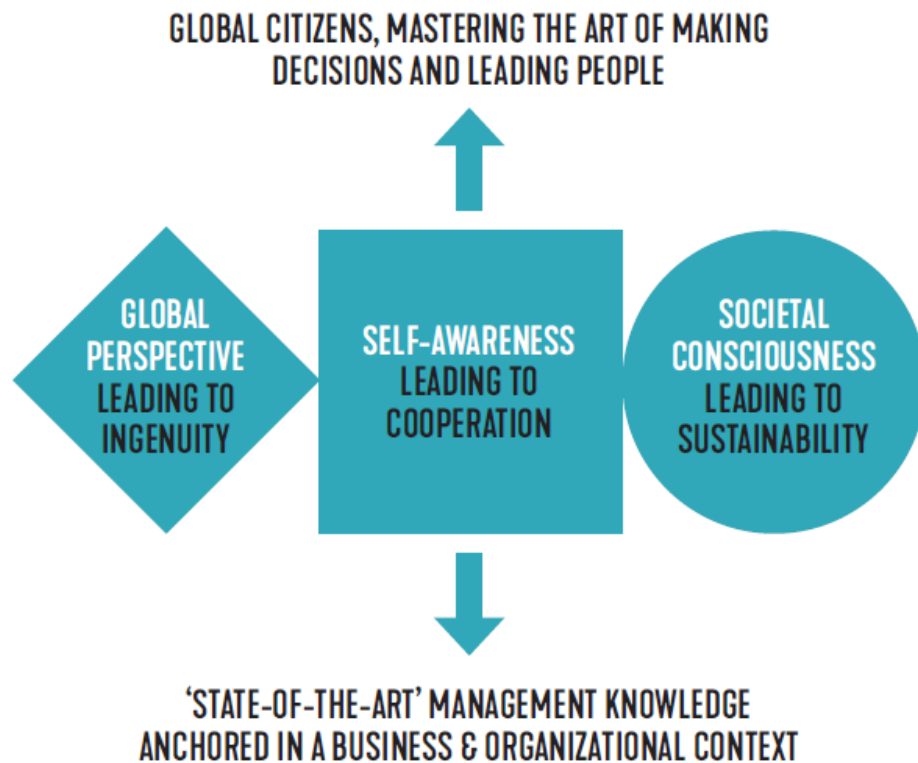 GLOBAL CITIZENS, MASTERING THE ART OF MAKING
DECISIONS AND LEADING PEOPLE
GLOBAL
PERSPECTIVE
LEADING TO
INGENUITY
SELF-AWARENESS
LEADING TO
COOPERATION
SOCIETAL
CONSCIOUSNESS
LEADING TO
SUSTAINABILITY
‘STATE-OF-THE-ART’ MANAGEMENT KNOWLEDGE
ANCHORED IN A BUSINESS & ORGANIZATIONAL CONTEXT